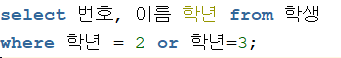 select 번호, 이름 학년 from 학생
where 학년 = 2 or 학년=3;